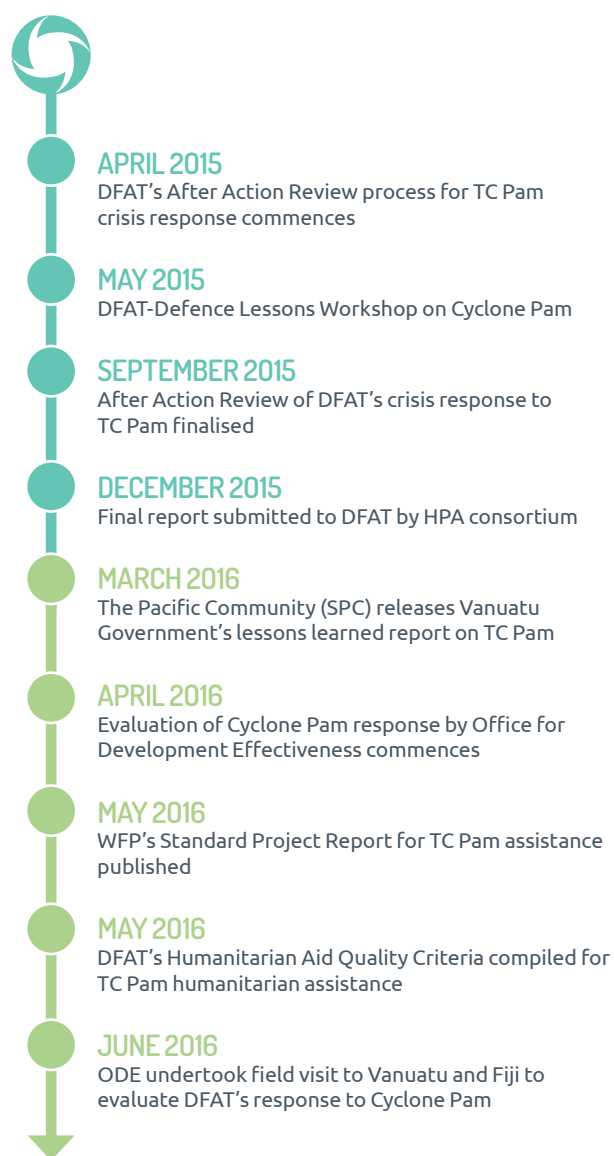 APRIL 2015
DFAT’s After Action Review process for TC Pam
crisis response commences
MAY 2015
DFAT-Defence Lessons Workshop on Cyclone Pam
SEPTEMBER 2015
After Action Review of DFAT’s crisis response to
TC Pam finalised
DECEMBER 2015
Final report submitted to DFAT by HPA consortium
MARCH 2016
The Pacific Community (SPC) releases Vanuatu
Government’s lessons learned report on TC Pam
APRIL 2016
Evaluation of Cyclone Pam response by Office for
Development Effectiveness commences
MAY 2016
WFP’s Standard Project Report for TC Pam assistance
published
MAY 2016
DFAT’s Humanitarian Aid Quality Criteria compiled for
TC Pam humanitarian assistance
JUNE 2016
ODE undertook field visit to Vanuatu and Fiji to
evaluate DFAT’s response to Cyclone Pam